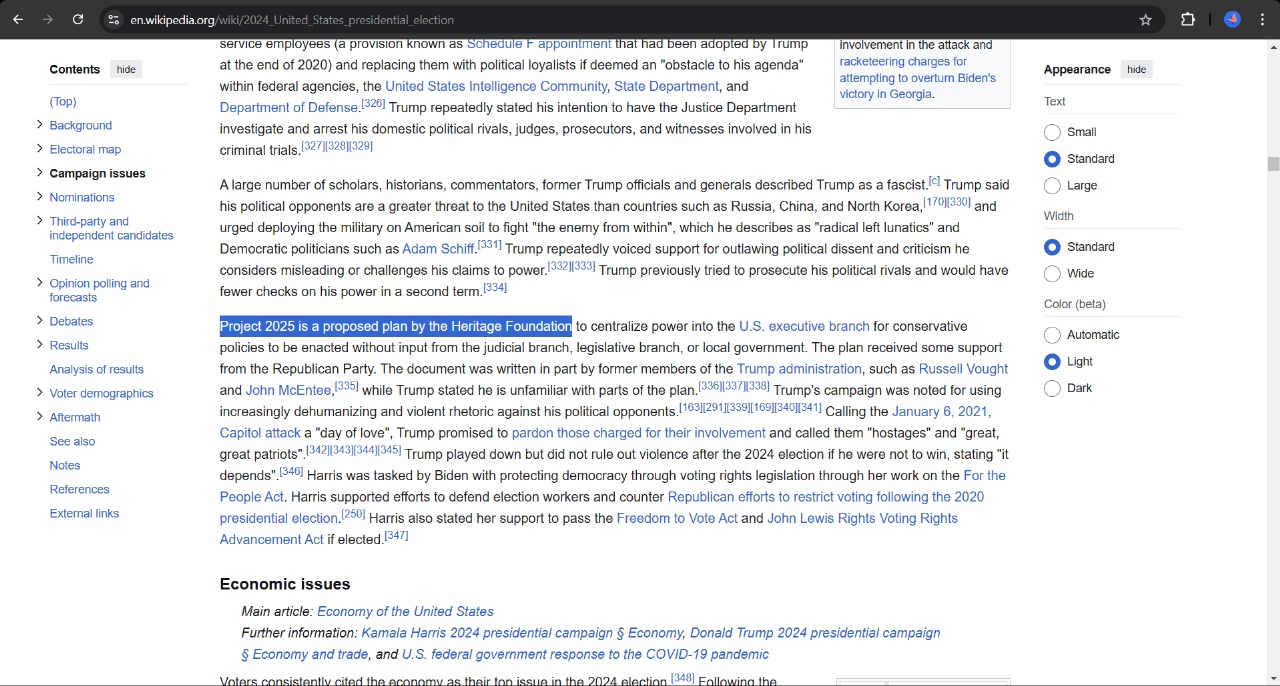 en.wikipedia.org/wiki/2024_United_States_presidential_election
Contents hide
(Top)
Background
Electoral map
Campaign issues
Nominations
Third-party and
independent candidates
Timeline
Opinion polling and
forecasts
Debates
Results
Analysis of results
Voter demographics
Aftermath
See also
Notes
References
External links
service employees (a provision known as Schedule F appointment that had been adopted by Trump
at the end of 2020) and replacing them with political loyalists if deemed an "obstacle to his agenda"
within federal agencies, the United States Intelligence Community, State Department, and
Department of Defense.[326] Trump repeatedly stated his intention to have the Justice Department
investigate and arrest his domestic political rivals, judges, prosecutors, and witnesses involved in his
criminal trials.[327][328][329]
involvement in the attack and
racketeering charges for
attempting to overturn Biden's
victory in Georgia.
A large number of scholars, historians, commentators, former Trump officials and generals described Trump as a fascist.[c] Trump said
his political opponents are a greater threat to the United States than countries such as Russia, China, and North Korea,[170][330] and
urged deploying the military on American soil to fight "the enemy from within", which he describes as "radical left lunatics" and
Democratic politicians such as Adam Schiff.[331] Trump repeatedly voiced support for outlawing political dissent and criticism he
considers misleading or challenges his claims to power.[332][333] Trump previously tried to prosecute his political rivals and would have
fewer checks on his power in a second term.[334]
Project 2025 is a proposed plan by the Heritage Foundation to centralize power into the U.S. executive branch for conservative
policies to be enacted without input from the judicial branch, legislative branch, or local government. The plan received some support
from the Republican Party. The document was written in part by former members of the Trump administration, such as Russell Vought
and John McEntee,[335] while Trump stated he is unfamiliar with parts of the plan.[336][337][338] Trump's campaign was noted for using
increasingly dehumanizing and violent rhetoric against his political opponents.[163][291][339][169][340][341] Calling the January 6, 2021,
Capitol attack a "day of love", Trump promised to pardon those charged for their involvement and called them "hostages" and "great,
great patriots".[342][343][344][345] Trump played down but did not rule out violence after the 2024 election if he were not to win, stating "it
depends".[346] Harris was tasked by Biden with protecting democracy through voting rights legislation through her work on the For the
People Act. Harris supported efforts to defend election workers and counter Republican efforts to restrict voting following the 2020
presidential election.[250] Harris also stated her support to pass the Freedom to Vote Act and John Lewis Rights Voting Rights
Advancement Act if elected.[347]
Economic issues
Main article: Economy of the United States
Further information: Kamala Harris 2024 presidential campaign § Economy, Donald Trump 2024 presidential campaign
§ Economy and trade, and U.S. federal government response to the COVID-19 pandemic
Voters consistently cited the economy as their top issue in the 2024 election.[348] Following the
Appearance hide
Text
Small
Standard
Large
Width
Standard
Wide
Color (beta)
Automatic
Light
Dark